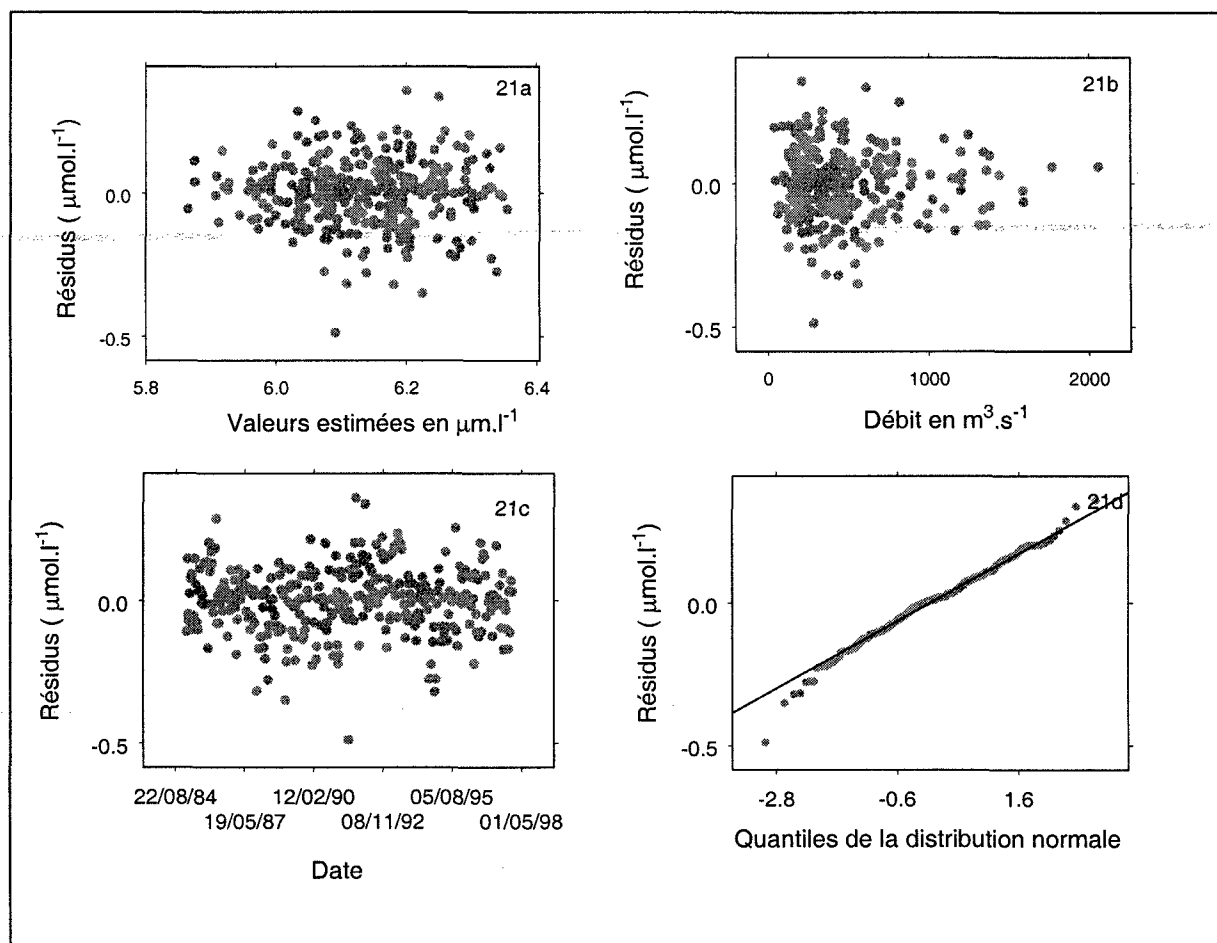 21a
Résidus ( μmol.l-1)
0.0
-0.5
5.8 6.0 6.2 6.4
Valeurs estimées en μm.l-1
21b
Résidus ( μmol.l-1)
0.0
-0.5
0 1000 2000
Débit en m3.s-1
21c
Résidus ( μmol.l-1)
0.0
-0.5
22/08/84 12/02/90 05/08/95
19/05/87 08/11/92 01/05/98
Date
21d
Résidus ( μmol.l-1)
0.0
-0.5
-2.8 -0.6 1.6
Quantiles de la distribution normale